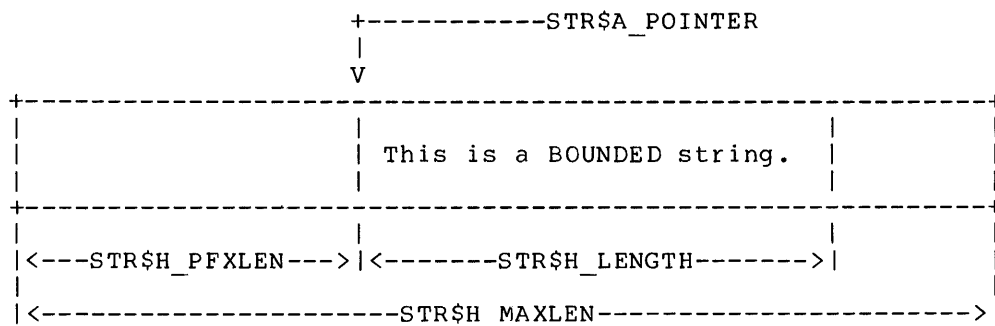 STR$A_POINTER
This is a BOUNDED string.
<---STR$H_PFXLEN---><-------STR$H_LENGTH------->
<---------------------STR$H_MAXLEN---------------------->